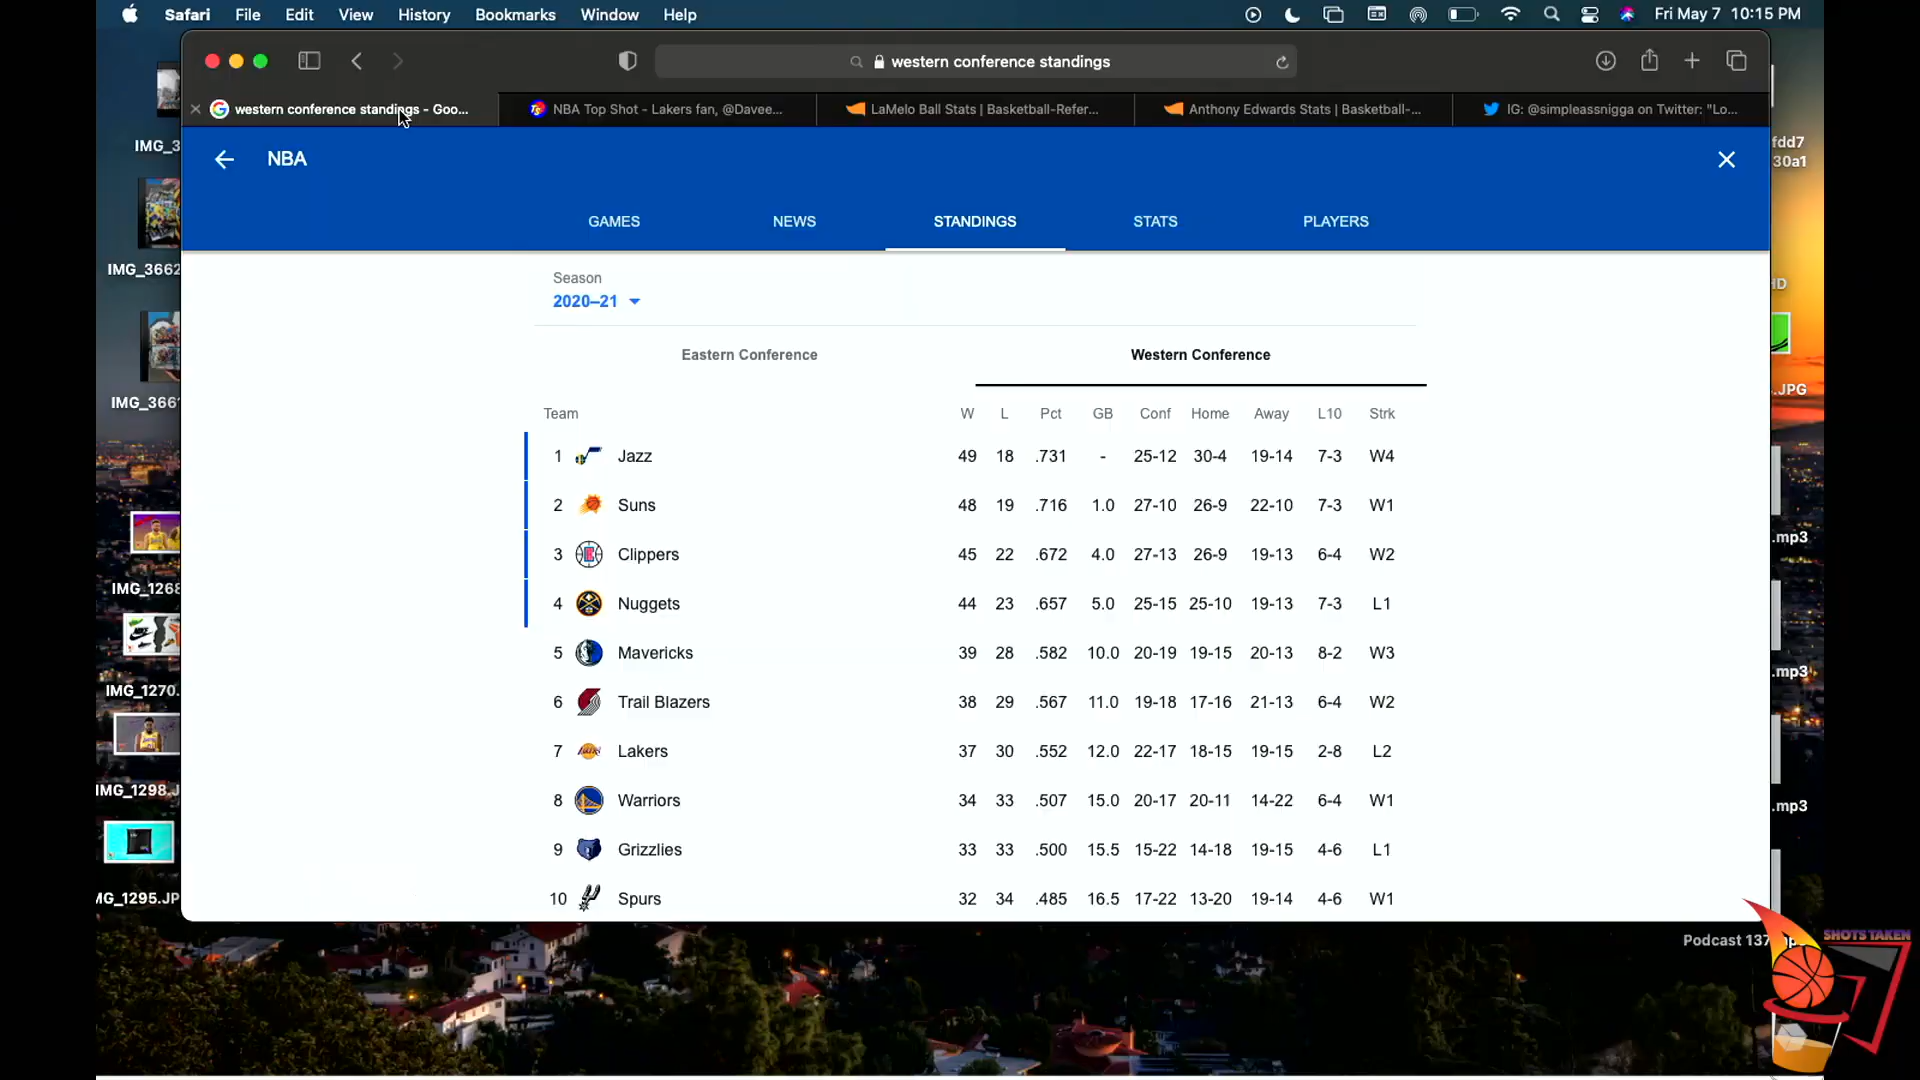 Safari File Edit View History Bookmarks Window Help Fri May 7 10:15 PM
western conference standings
western conference standings - Goo... NBA Top Shot - Lakers fan, @Davee... LaMelo Ball Stats | Basketball-Refer... Anthony Edwards Stats | Basketball-... IG: @simpleassnigga on Twitter: "Lo...
NBA
GAMES NEWS STANDINGS STATS PLAYERS
Season
2020–21
Eastern Conference Western Conference
Team W L Pct GB Conf Home Away L10 Strk
1 Jazz 49 18 .731 - 25-12 30-4 19-14 7-3 W4
2 Suns 48 19 .716 1.0 27-10 26-9 22-10 7-3 W1
3 Clippers 45 22 .672 4.0 27-13 26-9 19-13 6-4 W2
4 Nuggets 44 23 .657 5.0 25-15 25-10 19-13 7-3 L1
5 Mavericks 39 28 .582 10.0 20-19 19-15 20-13 8-2 W3
6 Trail Blazers 38 29 .567 11.0 19-18 17-16 21-13 6-4 W2
7 Lakers 37 30 .552 12.0 22-17 18-15 19-15 2-8 L2
8 Warriors 34 33 .507 15.0 20-17 20-11 14-22 6-4 W1
9 Grizzlies 33 33 .500 15.5 15-22 14-18 19-15 4-6 L1
10 Spurs 32 34 .485 16.5 17-22 13-20 19-14 4-6 W1
IMG_3
IMG_3662
IMG_366
IMG_1268
IMG_1270.
IMG_1298.J
MG_1295.JP
fdd7
30a1
HD
.JPG
.mp3
.mp3
.mp3
Podcast 137
SHOTS TAKEN